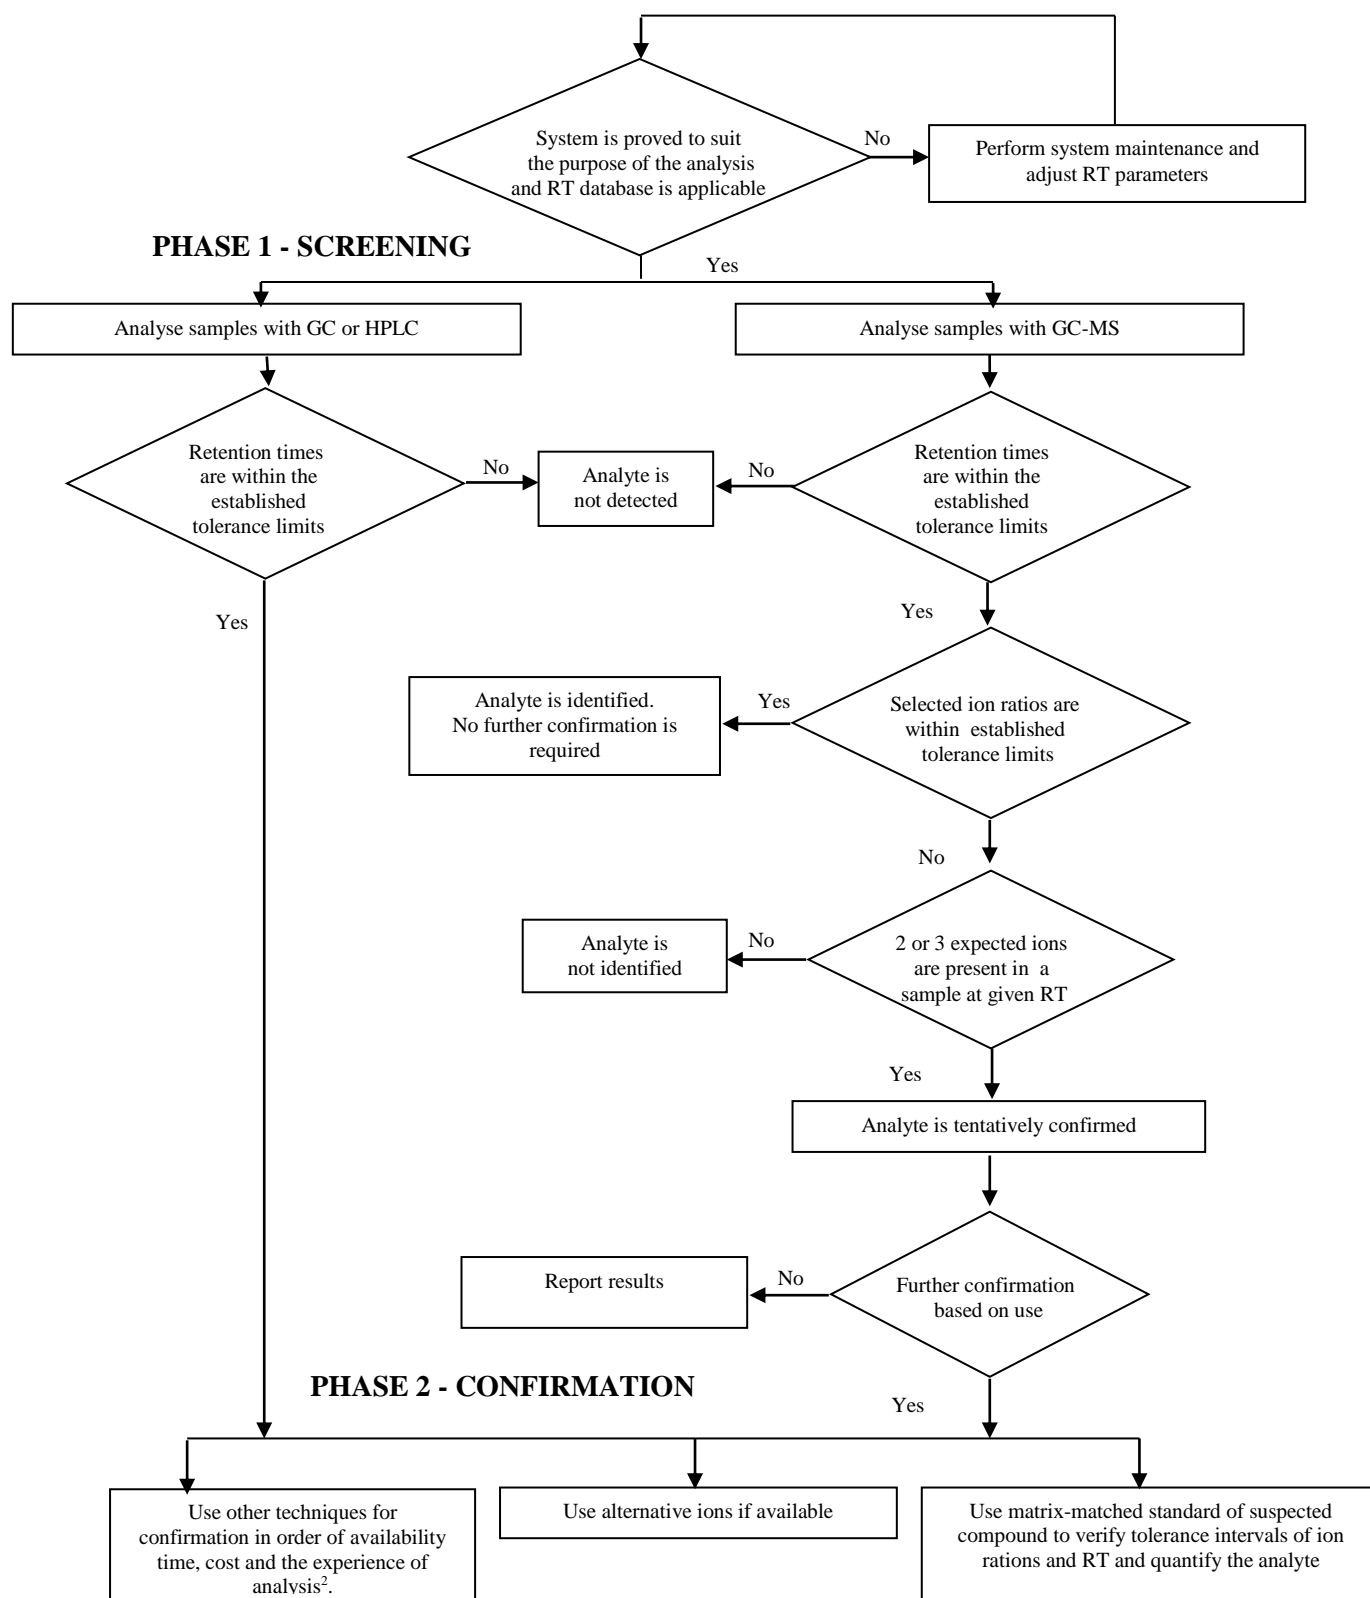 System is proved to suit
the purpose of the analysis
and RT database is applicable
No
Perform system maintenance and
adjust RT parameters
PHASE 1 - SCREENING
Yes
Analyse samples with GC or HPLC
Analyse samples with GC-MS
Retention times
are within the
established
tolerance limits
No
Analyte is
not detected
No
Retention times
are within the
established
tolerance limits
Yes
Yes
Analyte is identified.
No further confirmation is
required
Yes
Selected ion ratios are
within established
tolerance limits
No
Analyte is
not identified
No
2 or 3 expected ions
are present in a
sample at given RT
Yes
Analyte is tentatively confirmed
Report results
No
Further confirmation
based on use
PHASE 2 - CONFIRMATION
Yes
Use other techniques for
confirmation in order of availability
time, cost and the experience of
analysis².
Use alternative ions if available
Use matrix-matched standard of suspected
compound to verify tolerance intervals of ion
rations and RT and quantify the analyte